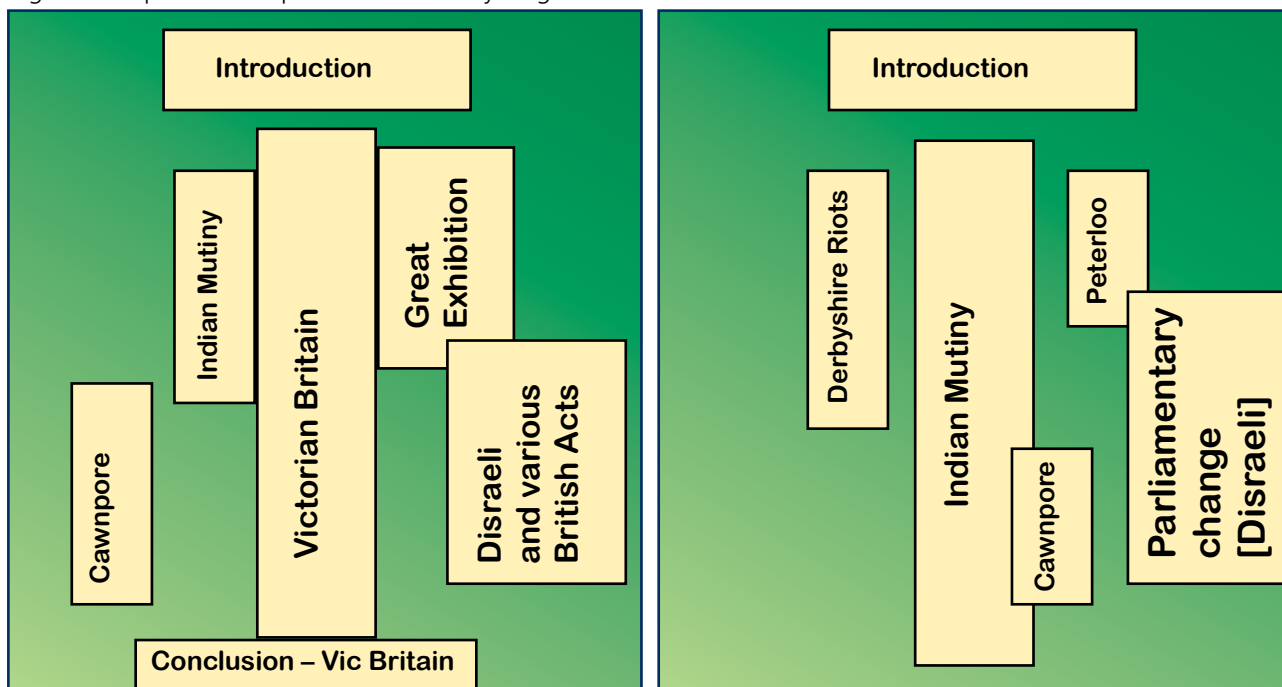 Introduction
Indian Mutiny
Cawnpore
Victorian Britain
Great
Exhibition
Disraeli
and various
British Acts
Conclusion – Vic Britain
Introduction
Derbyshire Riots
Indian Mutiny
Cawnpore
Peterloo
Parliamentary
change
[Disraeli]